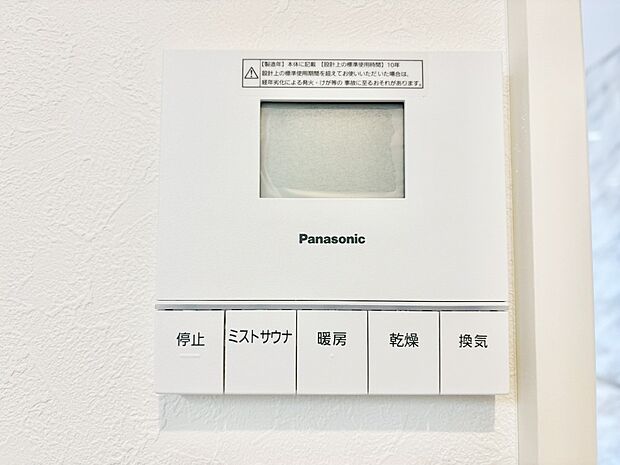 【製造年】本体に記載 【設計上の標準使用時間】10年
設計上の標準使用期間を超えてお使いいただいた場合は、
経年劣化による発火・けが等の 事故に至るおそれがあります。
Panasonic
停止 ミストサウナ 暖房 乾燥 換気